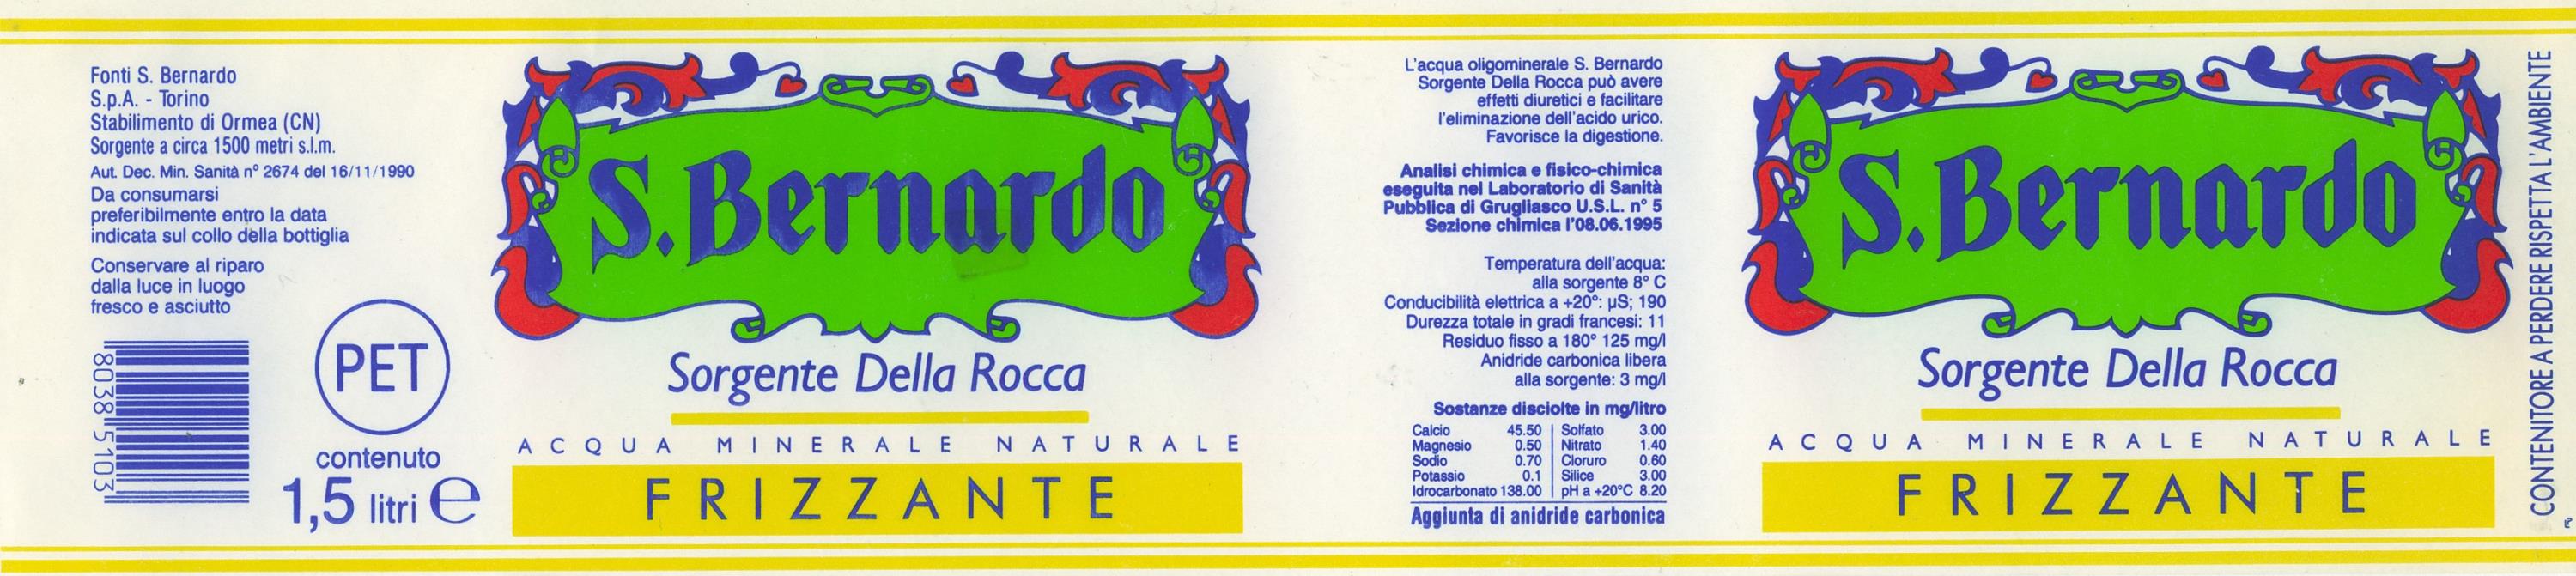 Fonti S. Bernardo
S.p.A. - Torino
Stabilimento di Ormea (CN)
Sorgente a circa 1500 metri s.l.m.
Aut. Dec. Min. Sanità n° 2674 del 16/11/1990
Da consumarsi
preferibilmente entro la data
indicata sul collo della bottiglia
Conservare al riparo
dalla luce in luogo
fresco e asciutto
8038 5103
PET
contenuto
1,5 litri e
S. Bernardo
Sorgente Della Rocca
ACQUA MINERALE NATURALE
FRIZZANTE
L'acqua oligominerale S. Bernardo
Sorgente Della Rocca può avere
effetti diuretici e facilitare
l'eliminazione dell'acido urico.
Favorisce la digestione.
Analisi chimica e fisico-chimica
eseguita nel Laboratorio di Sanità
Pubblica di Grugliasco U.S.L. n° 5
Sezione chimica l'08.06.1995
Temperatura dell'acqua:
alla sorgente 8° C
Conducibilità elettrica a +20°: µS; 190
Durezza totale in gradi francesi: 11
Residuo fisso a 180° 125 mg/l
Anidride carbonica libera
alla sorgente: 3 mg/l
Sostanze disciolte in mg/litro
Calcio 45.50 Solfato 3.00
Magnesio 0.50 Nitrato 1.40
Sodio 0.70 Cloruro 0.60
Potassio 0.1 Silice 3.00
Idrocarbonato 138.00 pH a +20°C 8.20
Aggiunta di anidride carbonica
S. Bernardo
Sorgente Della Rocca
ACQUA MINERALE NATURALE
FRIZZANTE
CONTENITORE A PERDERE RISPETTA L'AMBIENTE